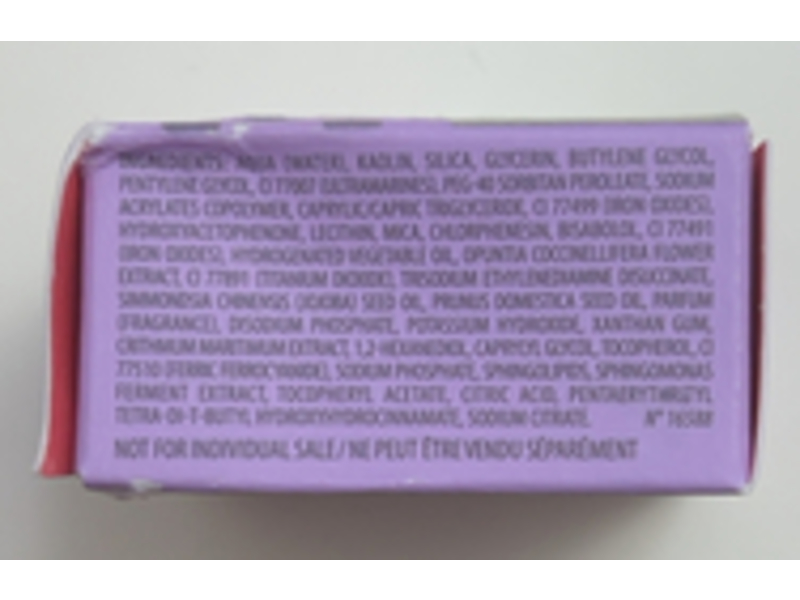 INGREDIENTS: AQUA (WATER), KAOLIN, SILICA, GLYCERIN, BUTYLENE GLYCOL,
PENTYLENE GLYCOL, CI 77007 (ULTRAMARINES), PEG-40 SORBITAN PEROLEATE, SODIUM
ACRYLATES COPOLYMER, CAPRYLIC/CAPRIC TRIGLYCERIDE, CI 77499 (IRON OXIDES),
HYDROXYACETOPHENONE, LECITHIN, MICA, CHLORPHENESIN, BISABOLOL, CI 77491
(IRON OXIDES), HYDROGENATED VEGETABLE OIL, OPUNTIA COCCINELLIFERA FLOWER
EXTRACT, CI 77891 (TITANIUM DIOXIDE), TRISODIUM ETHYLENEDIAMINE DISUCCINATE,
SIMMONDSIA CHINENSIS (JOJOBA) SEED OIL, PRUNUS DOMESTICA SEED OIL, PARFUM
(FRAGRANCE), DISODIUM PHOSPHATE, POTASSIUM HYDROXIDE, XANTHAN GUM,
CRITHMUM MARITIMUM EXTRACT, 1,2-HEXANEDIOL, CAPRYLYL GLYCOL, TOCOPHEROL, CI
77510 (FERRIC FERROCYANIDE), SODIUM PHOSPHATE, SPHINGOLIPIDS, SPHINGOMONAS
FERMENT EXTRACT, TOCOPHERYL ACETATE, CITRIC ACID, PENTAERYTHRITYL
TETRA-DI-T-BUTYL HYDROXYHYDROCINNAMATE, SODIUM CITRATE. N° 16588
NOT FOR INDIVIDUAL SALE / NE PEUT ÊTRE VENDU SÉPARÉMENT